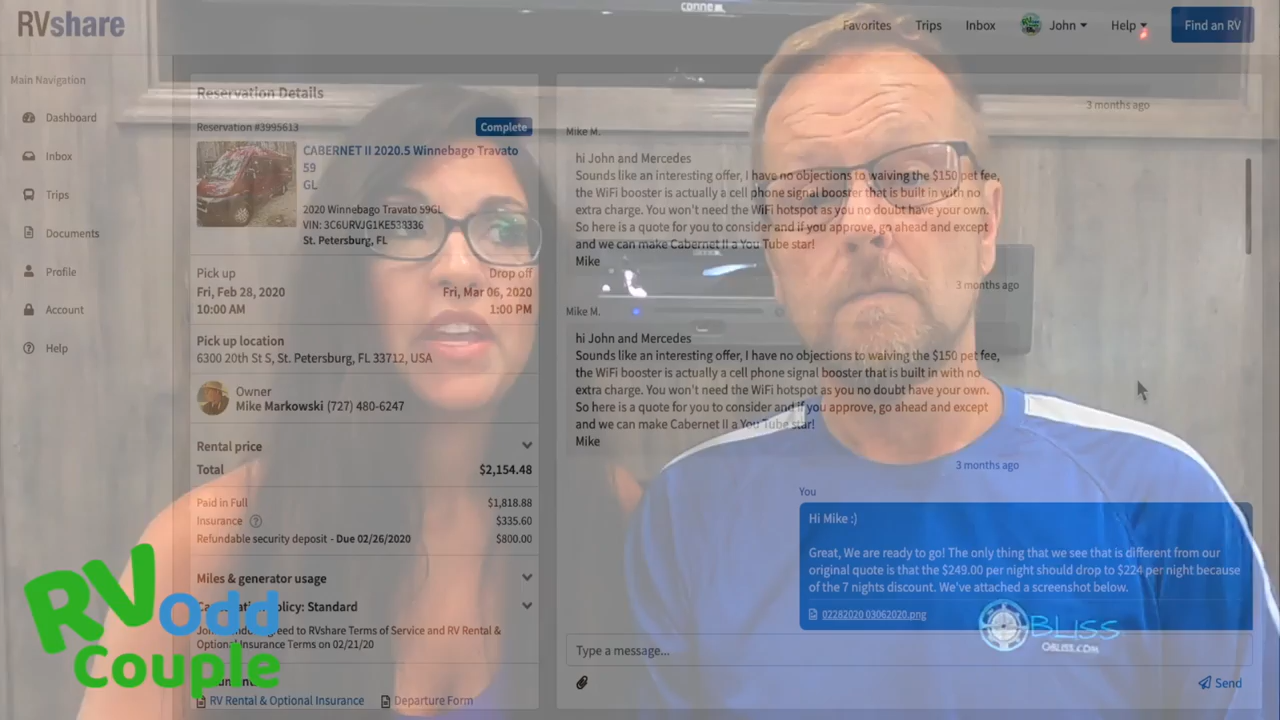 conne
RVshare
Favorites
Trips
Inbox
John
Help
Find an RV
Main Navigation
Dashboard
Inbox
Trips
Documents
Profile
Account
Help
Reservation Details
Reservation #3995613
Complete
CABERNET II 2020.5 Winnebago Travato
59
GL
2020 Winnebago Travato 59GL
VIN: 3C6URVJG1KE538336
St. Petersburg, FL
Pick up
Drop off
Fri, Feb 28, 2020
Fri, Mar 06, 2020
10:00 AM
1:00 PM
Pick up location
6300 20th St S, St. Petersburg, FL 33712, USA
Owner
Mike Markowski (727) 480-6247
Rental price
Total
$2,154.48
Paid in Full
$1,818.88
Insurance
$335.60
Refundable security deposit - Due 02/26/2020
$800.00
Miles & generator usage
Policy: Standard
agreed to RVshare Terms of Service and RV Rental &
Optional Insurance Terms on 02/21/20
RV Rental & Optional Insurance
Departure Form
3 months ago
Mike M.
hi John and Mercedes
Sounds like an interesting offer, I have no objections to waiving the $150 pet fee,
the WiFi booster is actually a cell phone signal booster that is built in with no
extra charge. You won't need the WiFi hotspot as you no doubt have your own.
So here is a quote for you to consider and if you approve, go ahead and except
and we can make Cabernet II a You Tube star!
Mike
3 months ago
Mike M.
hi John and Mercedes
Sounds like an interesting offer, I have no objections to waiving the $150 pet fee,
the WiFi booster is actually a cell phone signal booster that is built in with no
extra charge. You won't need the WiFi hotspot as you no doubt have your own.
So here is a quote for you to consider and if you approve, go ahead and except
and we can make Cabernet II a You Tube star!
Mike
3 months ago
You
Hi Mike :)
Great, We are ready to go! The only thing that we see that is different from our
original quote is that the $249.00 per night should drop to $224 per night because
of the 7 nights discount. We've attached a screenshot below.
02282020 03062020.png
Type a message...
Send
BLISS
OBLISS.COM
RV Odd
Couple